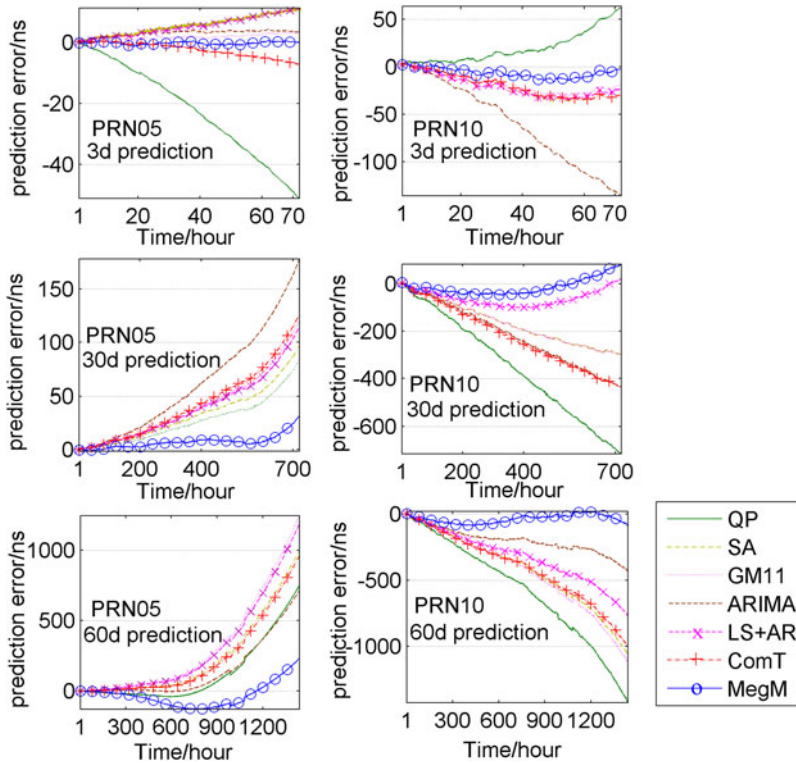 prediction error/ns
0
-20
-40
PRN05
3d prediction
1 20 40 60 70
Time/hour
prediction error/ns
50
0
-50
-100
PRN10
3d prediction
1 20 40 60 70
Time/hour
prediction error/ns
150
100
50
0
PRN05
30d prediction
1 200 400 700
Time/hour
prediction error/ns
0
-200
-400
-600
PRN10
30d prediction
1 200 400 700
Time/hour
prediction error/ns
1000
500
0
PRN05
60d prediction
1 300 600 900 1200
Time/hour
prediction error/ns
0
-500
-1000
PRN10
60d prediction
1 300 600 900 1200
Time/hour
QP
SA
GM11
ARIMA
LS+AR
ComT
MegM